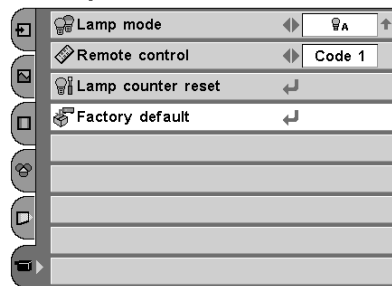 Lamp mode A
Remote control Code 1
Lamp counter reset
Factory default